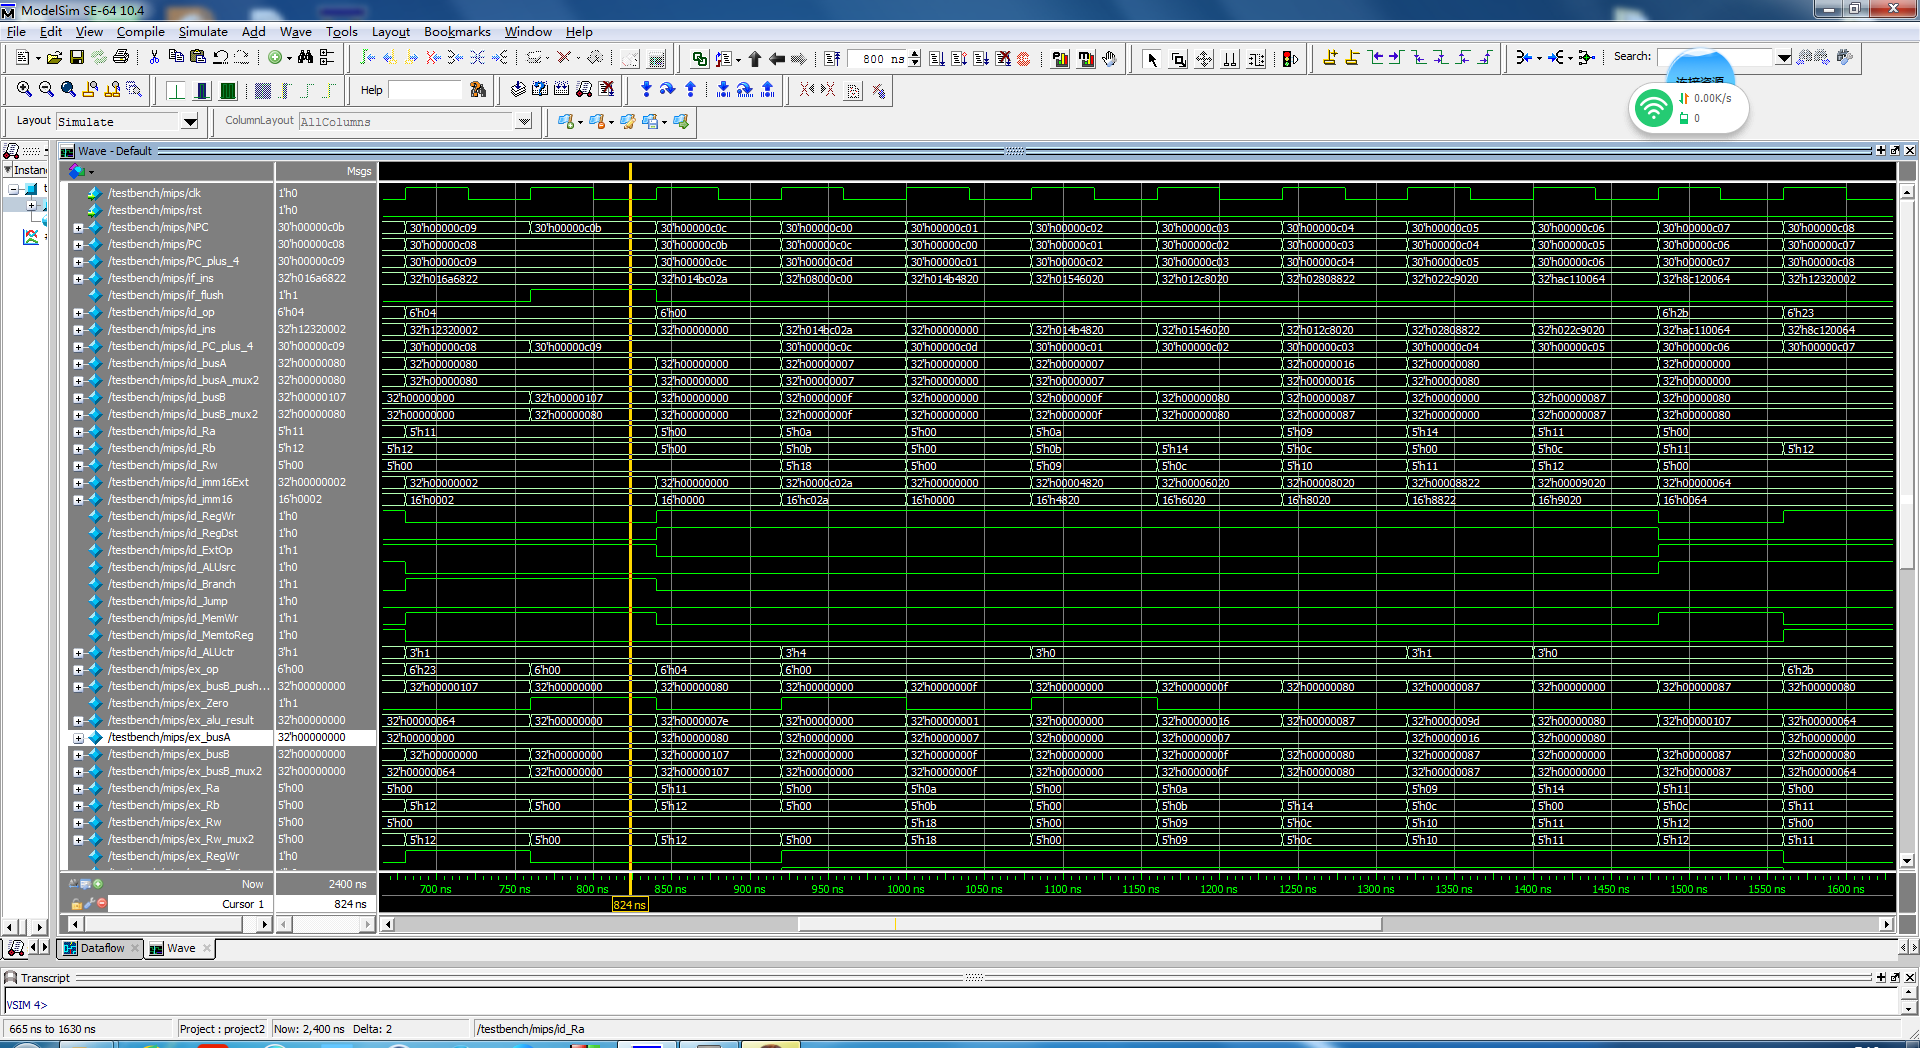 ModelSim SE-64 10.4
File Edit View Compile Simulate Add Wave Tools Layout Bookmarks Window Help
800 ns Search:
连接资源
0.00K/s
0
Help
Layout Simulate ColumnLayout AllColumns
Wave - Default
Instan
Msgs
/testbench/mips/clk 1'h0
/testbench/mips/rst 1'h0
/testbench/mips/NPC 30'h00000c0b 30'h00000c09 30'h00000c0b 30'h00000c0c 30'h00000c00 30'h00000c01 30'h00000c02 30'h00000c03 30'h00000c04 30'h00000c05 30'h00000c06 30'h00000c07 30'h00000c08
/testbench/mips/PC 30'h00000c08 30'h00000c08 30'h00000c0b 30'h00000c0c 30'h00000c00 30'h00000c01 30'h00000c02 30'h00000c03 30'h00000c04 30'h00000c05 30'h00000c06 30'h00000c07
/testbench/mips/PC_plus_4 30'h00000c09 30'h00000c09 30'h00000c0c 30'h00000c0d 30'h00000c01 30'h00000c02 30'h00000c03 30'h00000c04 30'h00000c05 30'h00000c06 30'h00000c07 30'h00000c08
/testbench/mips/if_ins 32'h016a6822 32'h016a6822 32'h014bc02a 32'h08000c00 32'h014b4820 32'h01546020 32'h012c8020 32'h02808822 32'h022c9020 32'hac110064 32'h8c120064 32'h12320002
/testbench/mips/if_flush 1'h1
/testbench/mips/id_op 6'h04 6'h04 6'h00 6'h2b 6'h23
/testbench/mips/id_ins 32'h12320002 32'h12320002 32'h00000000 32'h014bc02a 32'h00000000 32'h014b4820 32'h01546020 32'h012c8020 32'h02808822 32'h022c9020 32'hac110064 32'h8c120064
/testbench/mips/id_PC_plus_4 30'h00000c09 30'h00000c08 30'h00000c09 30'h00000c0c 30'h00000c0d 30'h00000c01 30'h00000c02 30'h00000c03 30'h00000c04 30'h00000c05 30'h00000c06 30'h00000c07
/testbench/mips/id_busA 32'h00000080 32'h00000080 32'h00000000 32'h00000007 32'h00000000 32'h00000007 32'h00000016 32'h00000080 32'h00000000
/testbench/mips/id_busA_mux2 32'h00000080 32'h00000080 32'h00000000 32'h00000007 32'h00000000 32'h00000007 32'h00000016 32'h00000080 32'h00000000
/testbench/mips/id_busB 32'h00000107 32'h00000000 32'h00000107 32'h00000000 32'h0000000f 32'h00000000 32'h0000000f 32'h00000080 32'h00000087 32'h00000000 32'h00000087 32'h00000080
/testbench/mips/id_busB_mux2 32'h00000080 32'h00000000 32'h00000080 32'h00000000 32'h0000000f 32'h00000000 32'h0000000f 32'h00000080 32'h00000087 32'h00000000 32'h00000087 32'h00000080
/testbench/mips/id_Ra 5'h11 5'h11 5'h00 5'h0a 5'h00 5'h0a 5'h09 5'h14 5'h11 5'h00
/testbench/mips/id_Rb 5'h12 5'h12 5'h00 5'h0b 5'h00 5'h0b 5'h14 5'h0c 5'h00 5'h0c 5'h11 5'h12
/testbench/mips/id_Rw 5'h00 5'h00 5'h18 5'h00 5'h09 5'h0c 5'h10 5'h11 5'h12 5'h00
/testbench/mips/id_imm16Ext 32'h00000002 32'h00000002 32'h00000000 32'h0000c02a 32'h00000000 32'h00004820 32'h00006020 32'h00008020 32'h00008822 32'h00009020 32'h00000064
/testbench/mips/id_imm16 16'h0002 16'h0002 16'h0000 16'hc02a 16'h0000 16'h4820 16'h6020 16'h8020 16'h8822 16'h9020 16'h0064
/testbench/mips/id_RegWr 1'h0
/testbench/mips/id_RegDst 1'h0
/testbench/mips/id_ExtOp 1'h1
/testbench/mips/id_ALUsrc 1'h0
/testbench/mips/id_Branch 1'h1
/testbench/mips/id_Jump 1'h0
/testbench/mips/id_MemWr 1'h1
/testbench/mips/id_MemtoReg 1'h0
/testbench/mips/id_ALUctr 3'h1 3'h1 3'h4 3'h0 3'h1 3'h0
/testbench/mips/ex_op 6'h00 6'h23 6'h00 6'h04 6'h00 6'h2b
/testbench/mips/ex_busB_push... 32'h00000000 32'h00000107 32'h00000000 32'h00000080 32'h00000000 32'h0000000f 32'h00000000 32'h0000000f 32'h00000080 32'h00000087 32'h00000000 32'h00000087 32'h00000080
/testbench/mips/ex_Zero 1'h1
/testbench/mips/ex_alu_result 32'h00000000 32'h00000064 32'h00000000 32'h0000007e 32'h00000000 32'h00000001 32'h00000000 32'h00000016 32'h00000087 32'h0000009d 32'h00000080 32'h00000107 32'h00000064
/testbench/mips/ex_busA 32'h00000000 32'h00000000 32'h00000080 32'h00000000 32'h00000007 32'h00000000 32'h00000007 32'h00000016 32'h00000080 32'h00000000
/testbench/mips/ex_busB 32'h00000000 32'h00000000 32'h00000000 32'h00000107 32'h00000000 32'h0000000f 32'h00000000 32'h0000000f 32'h00000080 32'h00000087 32'h00000000 32'h00000087 32'h00000080
/testbench/mips/ex_busB_mux2 32'h00000000 32'h00000064 32'h00000000 32'h00000107 32'h00000000 32'h0000000f 32'h00000000 32'h0000000f 32'h00000080 32'h00000087 32'h00000000 32'h00000087 32'h00000064
/testbench/mips/ex_Ra 5'h00 5'h00 5'h11 5'h00 5'h0a 5'h00 5'h0a 5'h09 5'h14 5'h11 5'h00
/testbench/mips/ex_Rb 5'h00 5'h12 5'h00 5'h12 5'h00 5'h0b 5'h00 5'h0b 5'h14 5'h0c 5'h00 5'h0c 5'h11
/testbench/mips/ex_Rw 5'h00 5'h00 5'h18 5'h00 5'h09 5'h0c 5'h10 5'h11 5'h12 5'h00
/testbench/mips/ex_Rw_mux2 5'h00 5'h12 5'h00 5'h12 5'h00 5'h18 5'h00 5'h09 5'h0c 5'h10 5'h11 5'h12 5'h11
/testbench/mips/ex_RegWr 1'h0
Now 2400 ns 700 ns 750 ns 800 ns 850 ns 900 ns 950 ns 1000 ns 1050 ns 1100 ns 1150 ns 1200 ns 1250 ns 1300 ns 1350 ns 1400 ns 1450 ns 1500 ns 1550 ns 1600 ns
Cursor 1 824 ns 824 ns
Dataflow Wave
Transcript
VSIM 4>
665 ns to 1630 ns Project : project2 Now: 2,400 ns Delta: 2 /testbench/mips/id_Ra